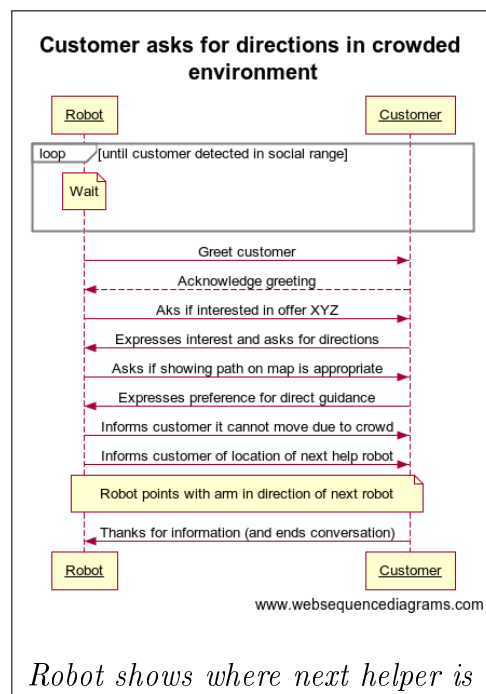 Customer asks for directions in crowded
environment
Robot Customer
loop [until customer detected in social range]
Wait
Greet customer
Acknowledge greeting
Aks if interested in offer XYZ
Expresses interest and asks for directions
Asks if showing path on map is appropriate
Expresses preference for direct guidance
Informs customer it cannot move due to crowd
Informs customer of location of next help robot
Robot points with arm in direction of next robot
Thanks for information (and ends conversation)
Robot Customer
www.websequencediagrams.com
Robot shows where next helper is